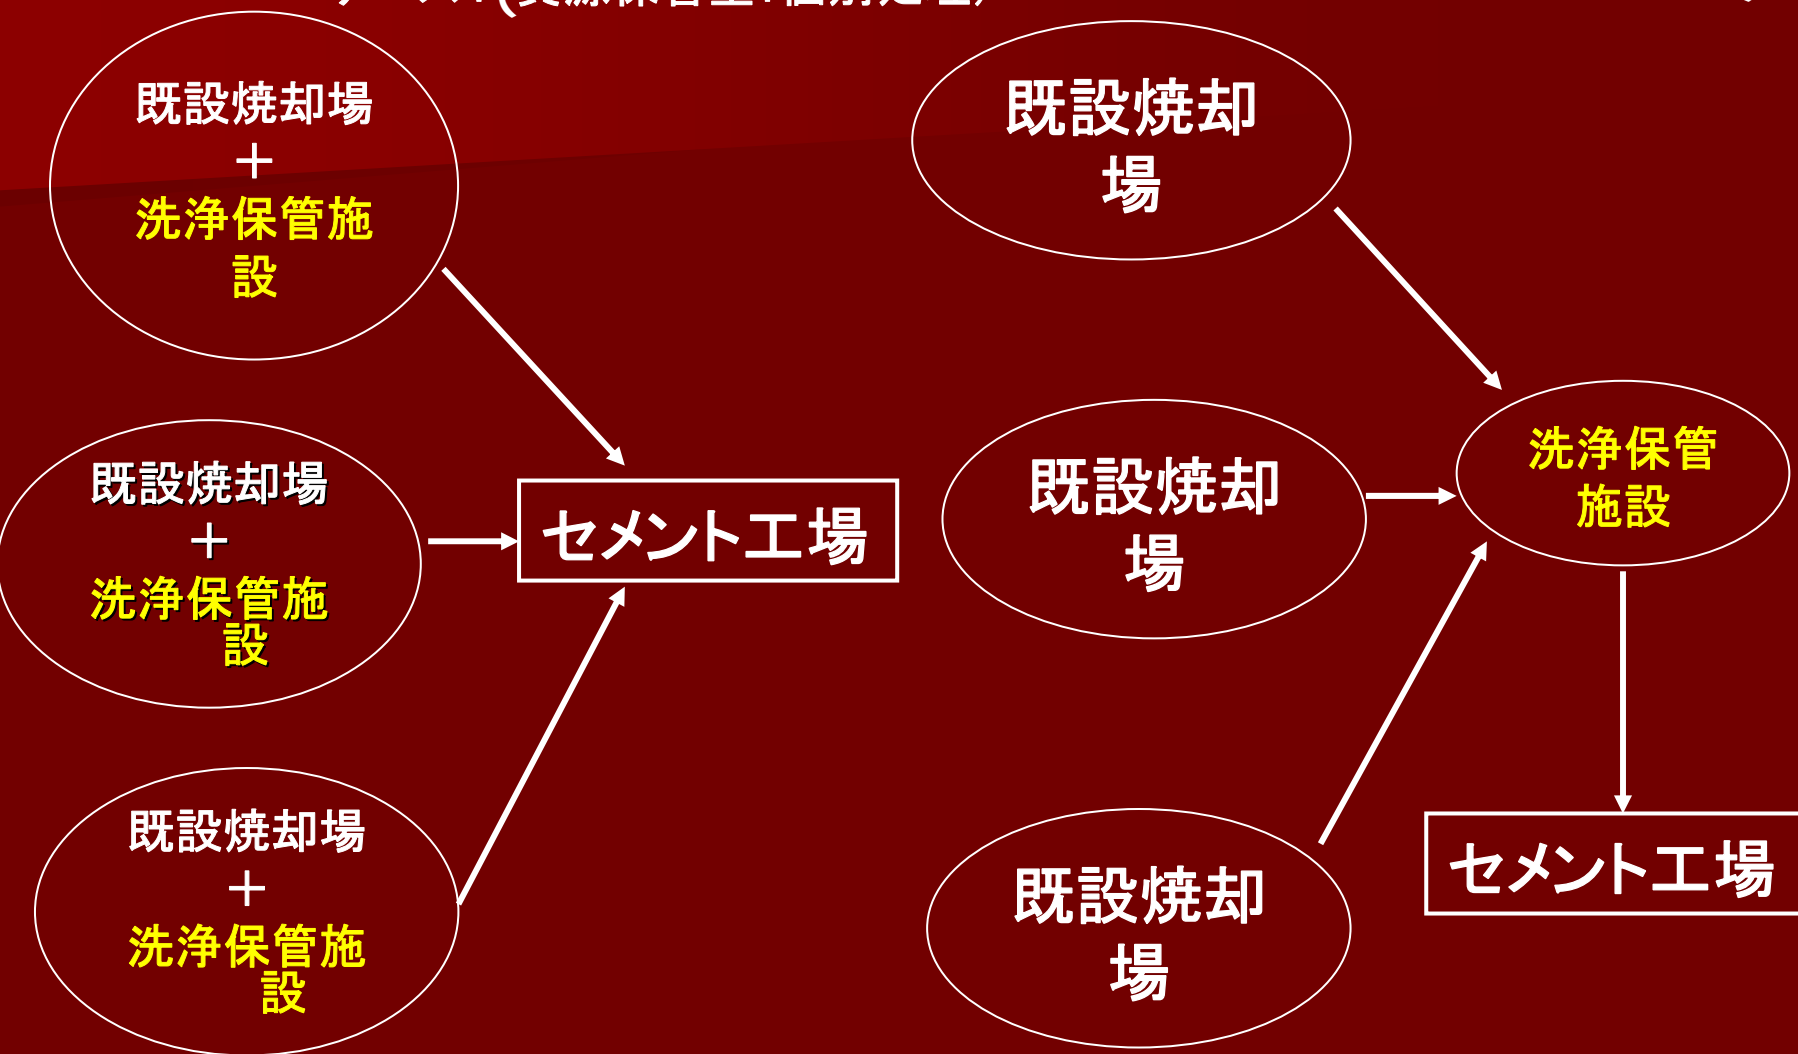 既設焼却場
＋
洗浄保管施
設
既設焼却場
＋
洗浄保管施
設
既設焼却場
＋
洗浄保管施
設
セメント工場
既設焼却
場
既設焼却
場
既設焼却
場
洗浄保管
施設
セメント工場